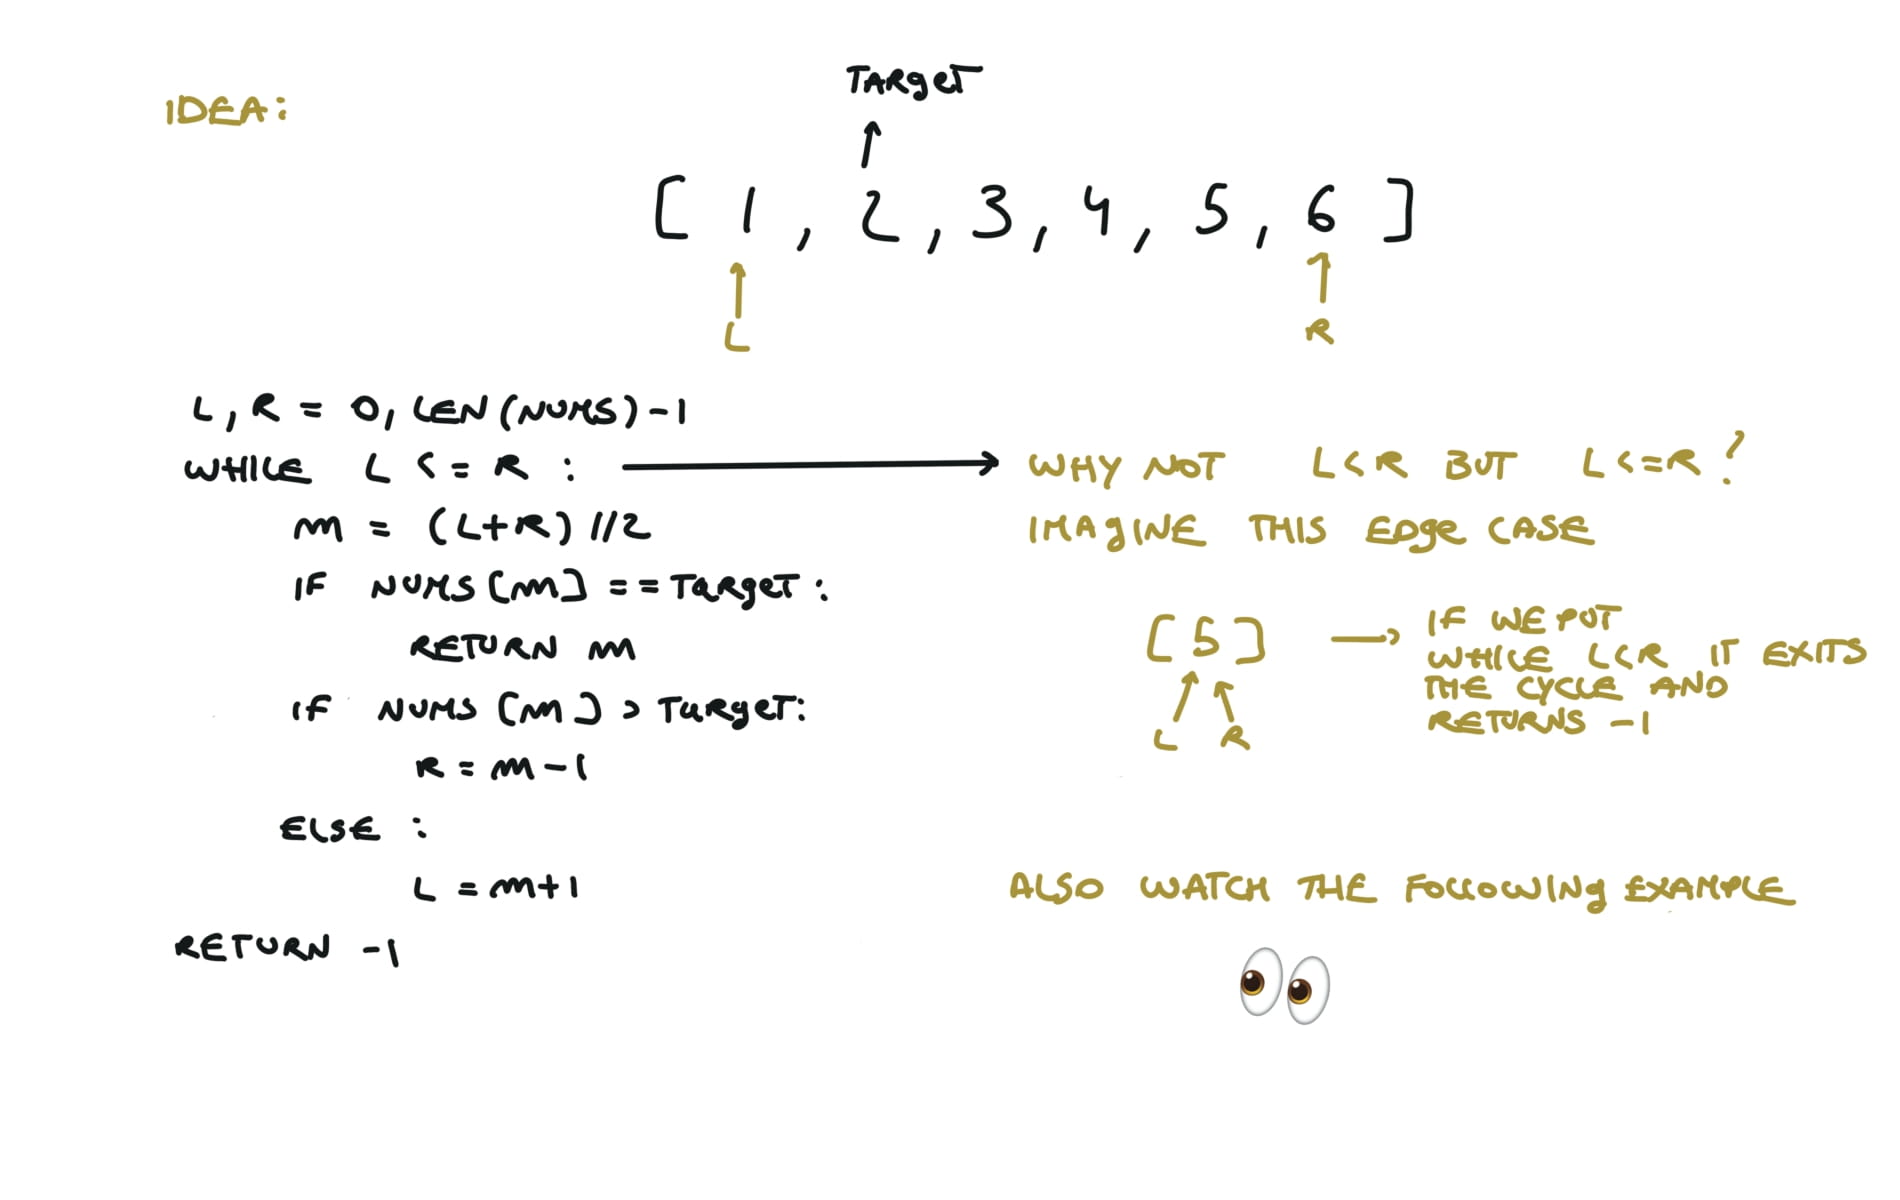 IDEA:
TARgeT
[ 1 , 2 , 3 , 4 , 5 , 6 ]
L R
L, R = 0, LEN(NUMS)-1
WHILE L <= R :
m = (L+R) //2
IF NUMS[m] == TaRgeT:
RETURN m
IF NUMS[m] > TaRgeT:
R = m-1
ELSE :
L = m+1
RETURN -1
WHY NOT L<R BUT L<=R?
IMAgINE THIS EDge CASE
[5]
L R
IF WE PUT
WHILE L<R IT EXITS
THE CYCLE AND
RETURNS -1
ALSO WATCH THE FOLLOWINg EXAMPLE